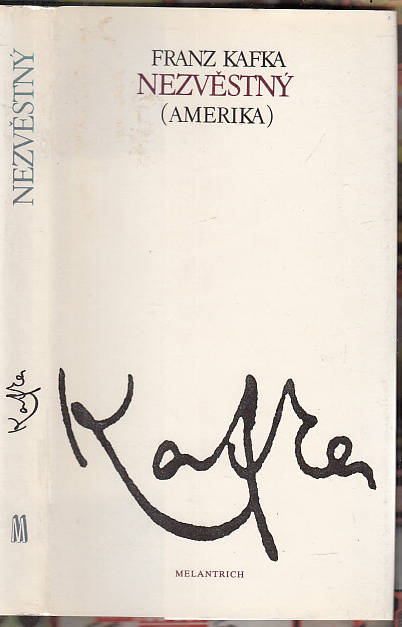 NEZVĚSTNÝ
Kafka
M
FRANZ KAFKA
NEZVĚSTNÝ
(AMERIKA)
Kafka
MELANTRICH